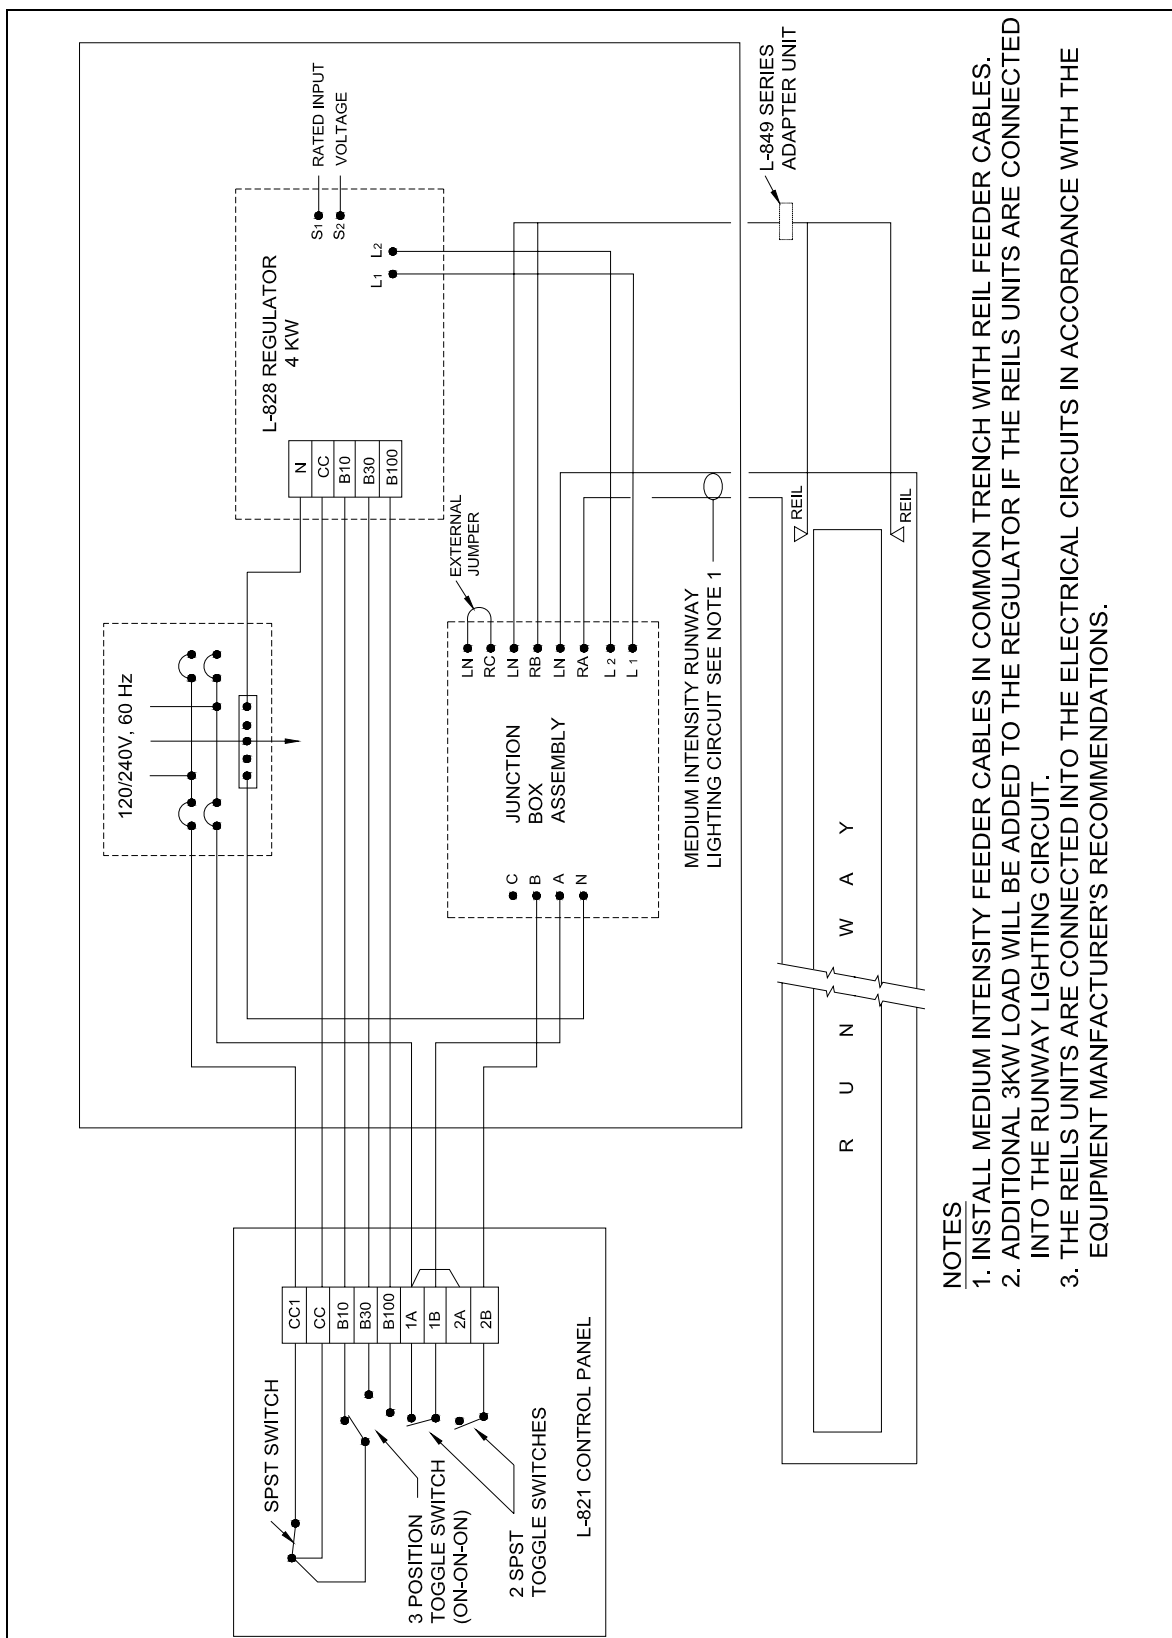 120/240V, 60 Hz
L-828 REGULATOR
4 KW
S1
S2
RATED INPUT
VOLTAGE
L1
L2
N
CC
B10
B30
B100
EXTERNAL
JUMPER
LN
RC
LN
RB
LN
RA
L 2
L 1
JUNCTION
BOX
ASSEMBLY
C
B
A
N
MEDIUM INTENSITY RUNWAY
LIGHTING CIRCUIT SEE NOTE 1
L-849 SERIES
ADAPTER UNIT
REIL
REIL
R U N W A Y
SPST SWITCH
CC1
CC
B10
B30
B100
1A
1B
2A
2B
3 POSITION
TOGGLE SWITCH
(ON-ON-ON)
2 SPST
TOGGLE SWITCHES
L-821 CONTROL PANEL
NOTES
1. INSTALL MEDIUM INTENSITY FEEDER CABLES IN COMMON TRENCH WITH REIL FEEDER CABLES.
2. ADDITIONAL 3KW LOAD WILL BE ADDED TO THE REGULATOR IF THE REILS UNITS ARE CONNECTED
INTO THE RUNWAY LIGHTING CIRCUIT.
3. THE REILS UNITS ARE CONNECTED INTO THE ELECTRICAL CIRCUITS IN ACCORDANCE WITH THE
EQUIPMENT MANFACTURER'S RECOMMENDATIONS.